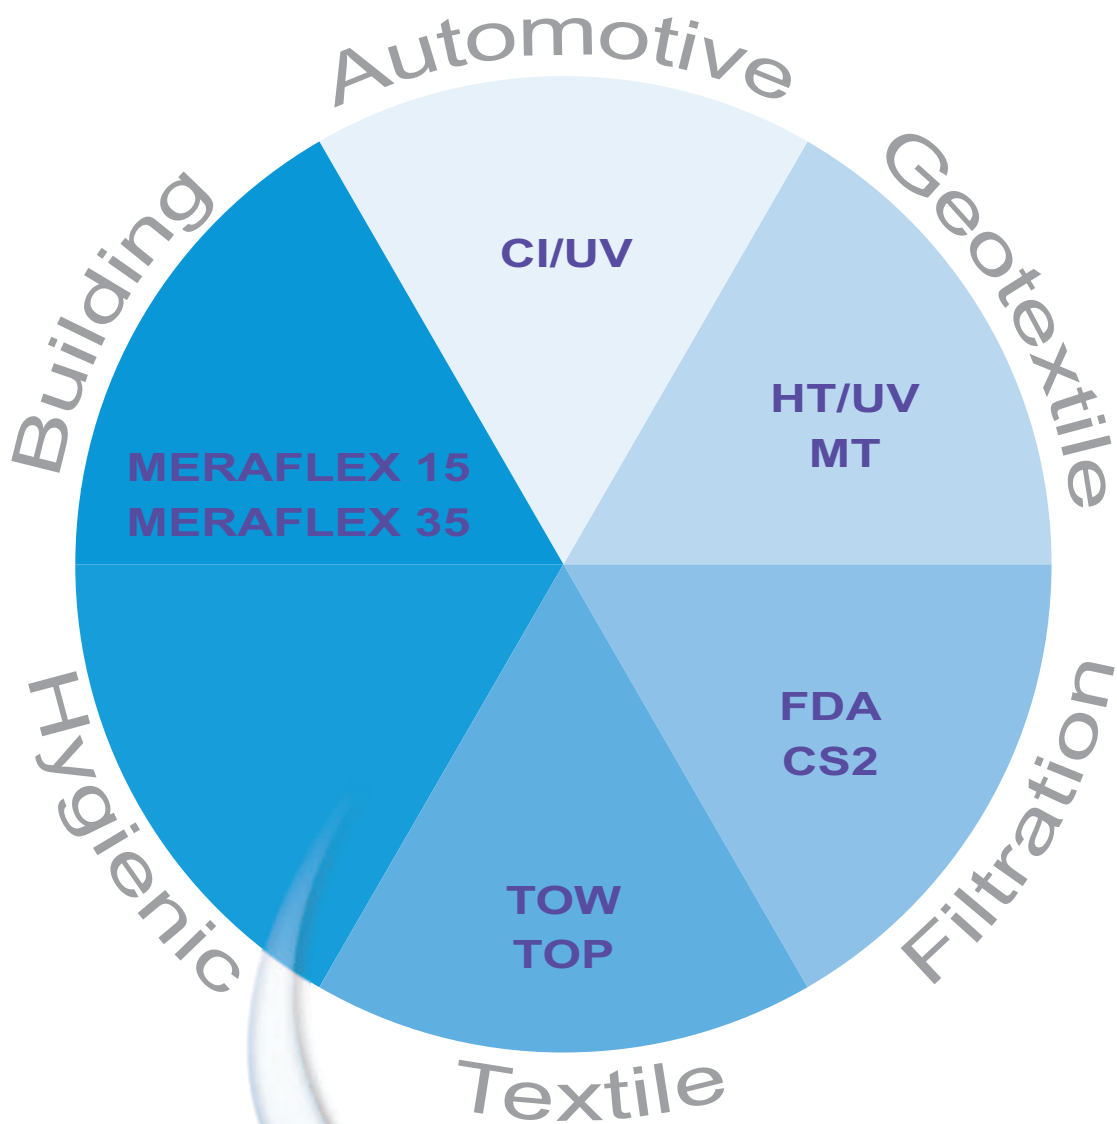 Automotive
CI/UV
Geotextile
HT/UV
MT
Filtration
FDA
CS2
Textile
TOW
TOP
Hygienic
Building
MERAFLEX 15
MERAFLEX 35